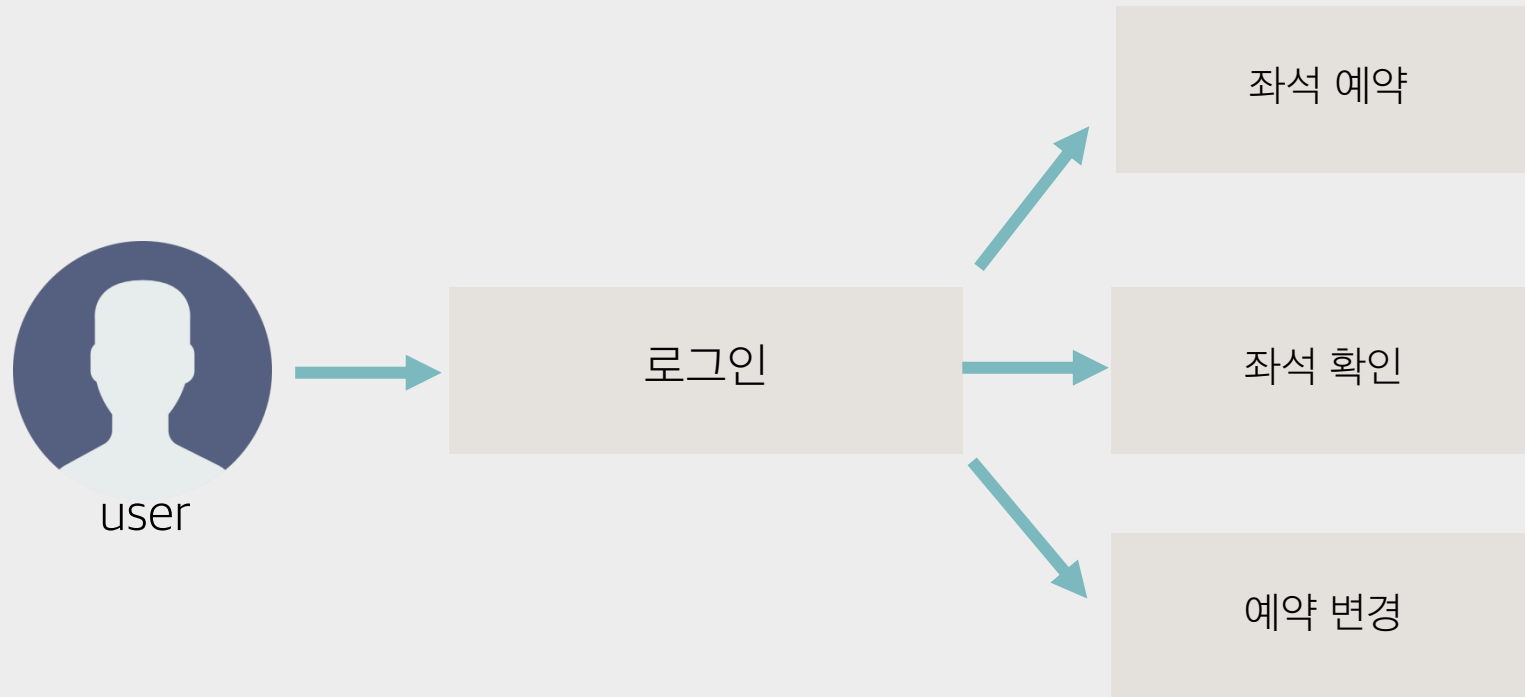 좌석 예약
로그인
좌석 확인
user
예약 변경